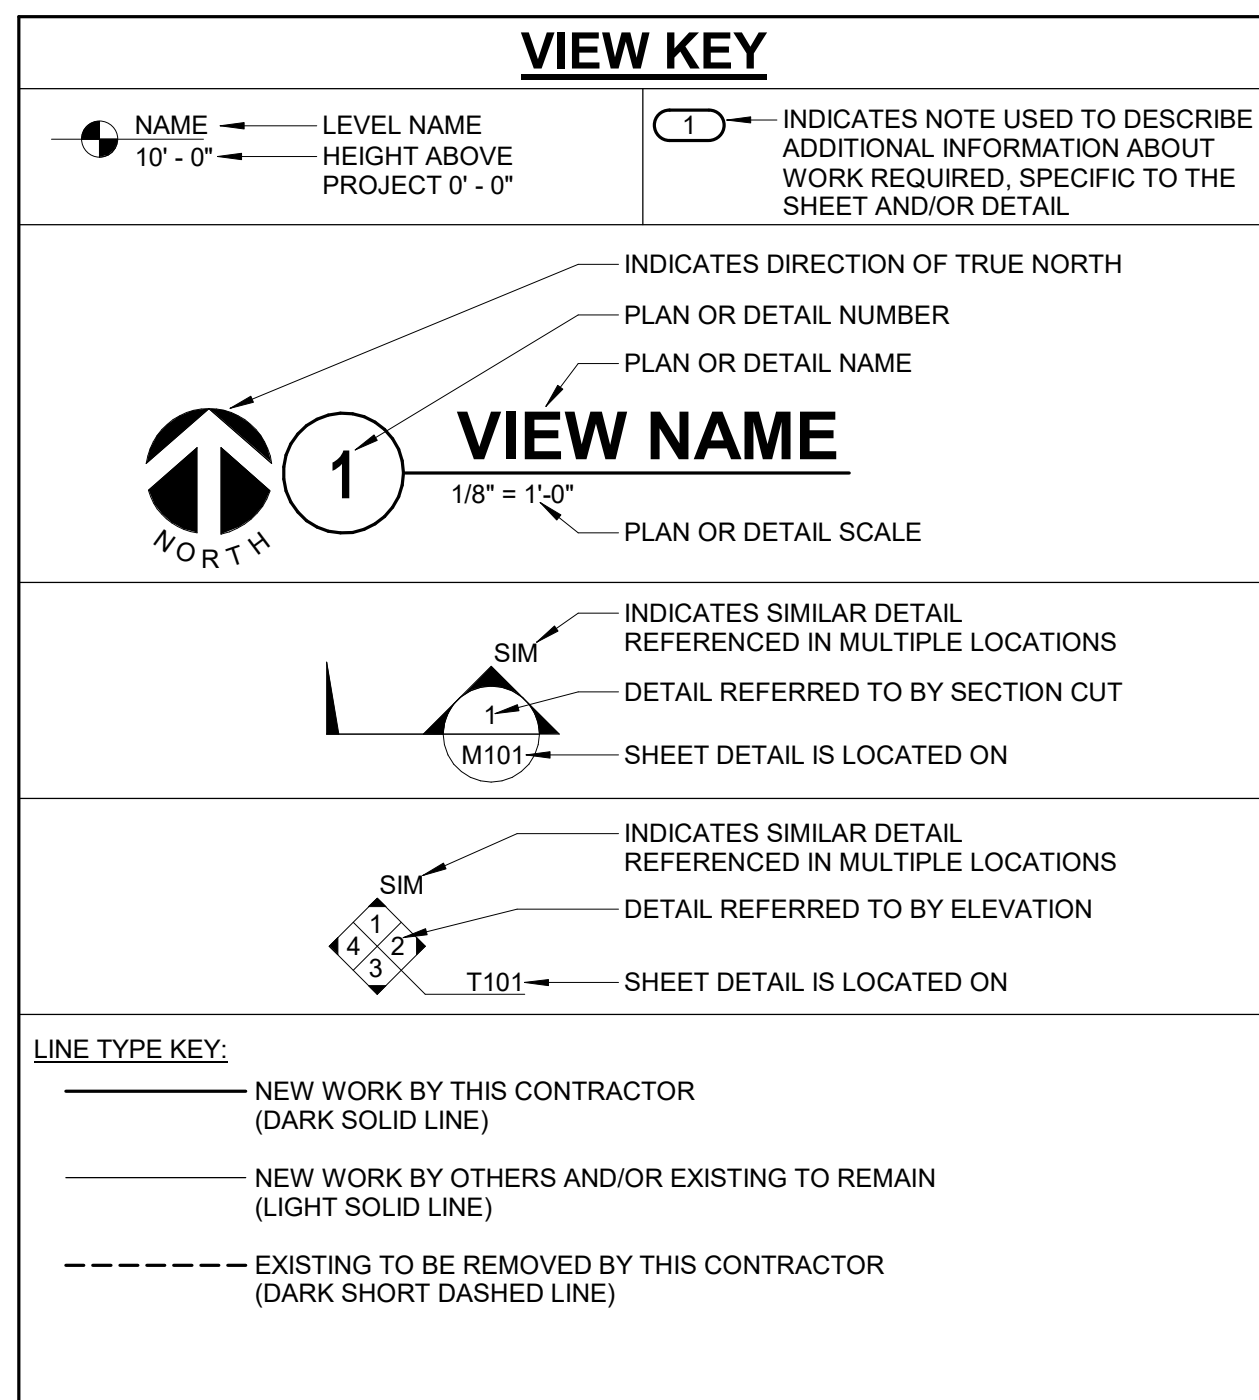 VIEW KEY
NAME
10' - 0"
LEVEL NAME
HEIGHT ABOVE
PROJECT 0' - 0"
1
INDICATES NOTE USED TO DESCRIBE
ADDITIONAL INFORMATION ABOUT
WORK REQUIRED, SPECIFIC TO THE
SHEET AND/OR DETAIL
INDICATES DIRECTION OF TRUE NORTH
PLAN OR DETAIL NUMBER
PLAN OR DETAIL NAME
NORTH
1
VIEW NAME
1/8" = 1'-0"
PLAN OR DETAIL SCALE
INDICATES SIMILAR DETAIL
REFERENCED IN MULTIPLE LOCATIONS
SIM
1
DETAIL REFERRED TO BY SECTION CUT
M101
SHEET DETAIL IS LOCATED ON
INDICATES SIMILAR DETAIL
REFERENCED IN MULTIPLE LOCATIONS
SIM
1
4 2
3
DETAIL REFERRED TO BY ELEVATION
T101
SHEET DETAIL IS LOCATED ON
LINE TYPE KEY:
NEW WORK BY THIS CONTRACTOR
(DARK SOLID LINE)
NEW WORK BY OTHERS AND/OR EXISTING TO REMAIN
(LIGHT SOLID LINE)
EXISTING TO BE REMOVED BY THIS CONTRACTOR
(DARK SHORT DASHED LINE)